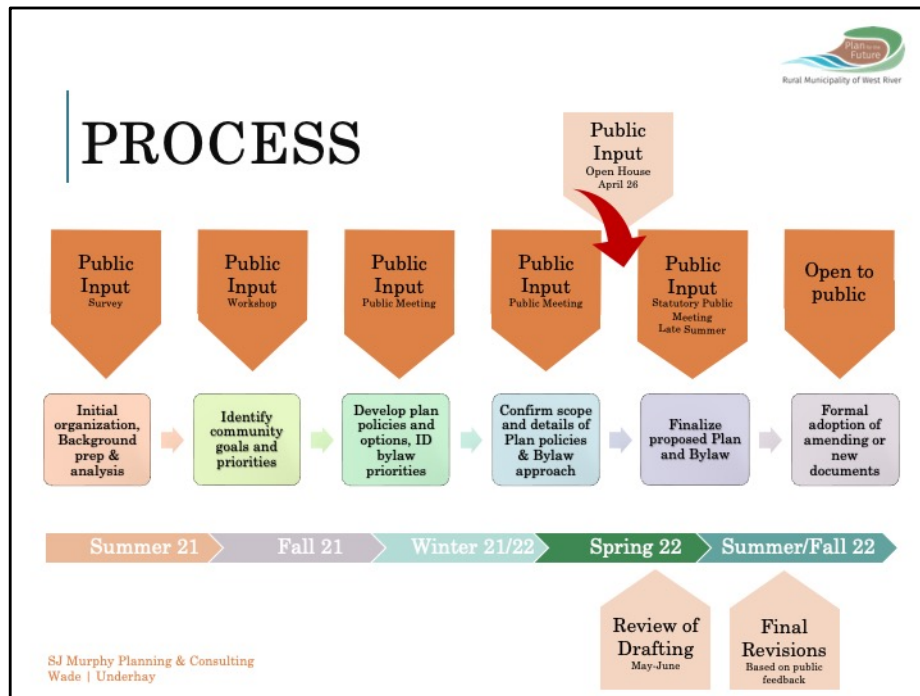 Plan for the
Future
Rural Municipality of West River
PROCESS
Public
Input
Open House
April 26
Public
Input
Survey
Public
Input
Workshop
Public
Input
Public Meeting
Public
Input
Public Meeting
Public
Input
Statutory Public
Meeting
Late Summer
Open to
public
Initial
organization,
Background
prep &
analysis
Identify
community
goals and
priorities
Develop plan
policies and
options, ID
bylaw
priorities
Confirm scope
and details of
Plan policies
& Bylaw
approach
Finalize
proposed Plan
and Bylaw
Formal
adoption of
amending or
new
documents
Summer 21
Fall 21
Winter 21/22
Spring 22
Summer/Fall 22
Review of
Drafting
May-June
Final
Revisions
Based on public
feedback
SJ Murphy Planning & Consulting
Wade | Underhay